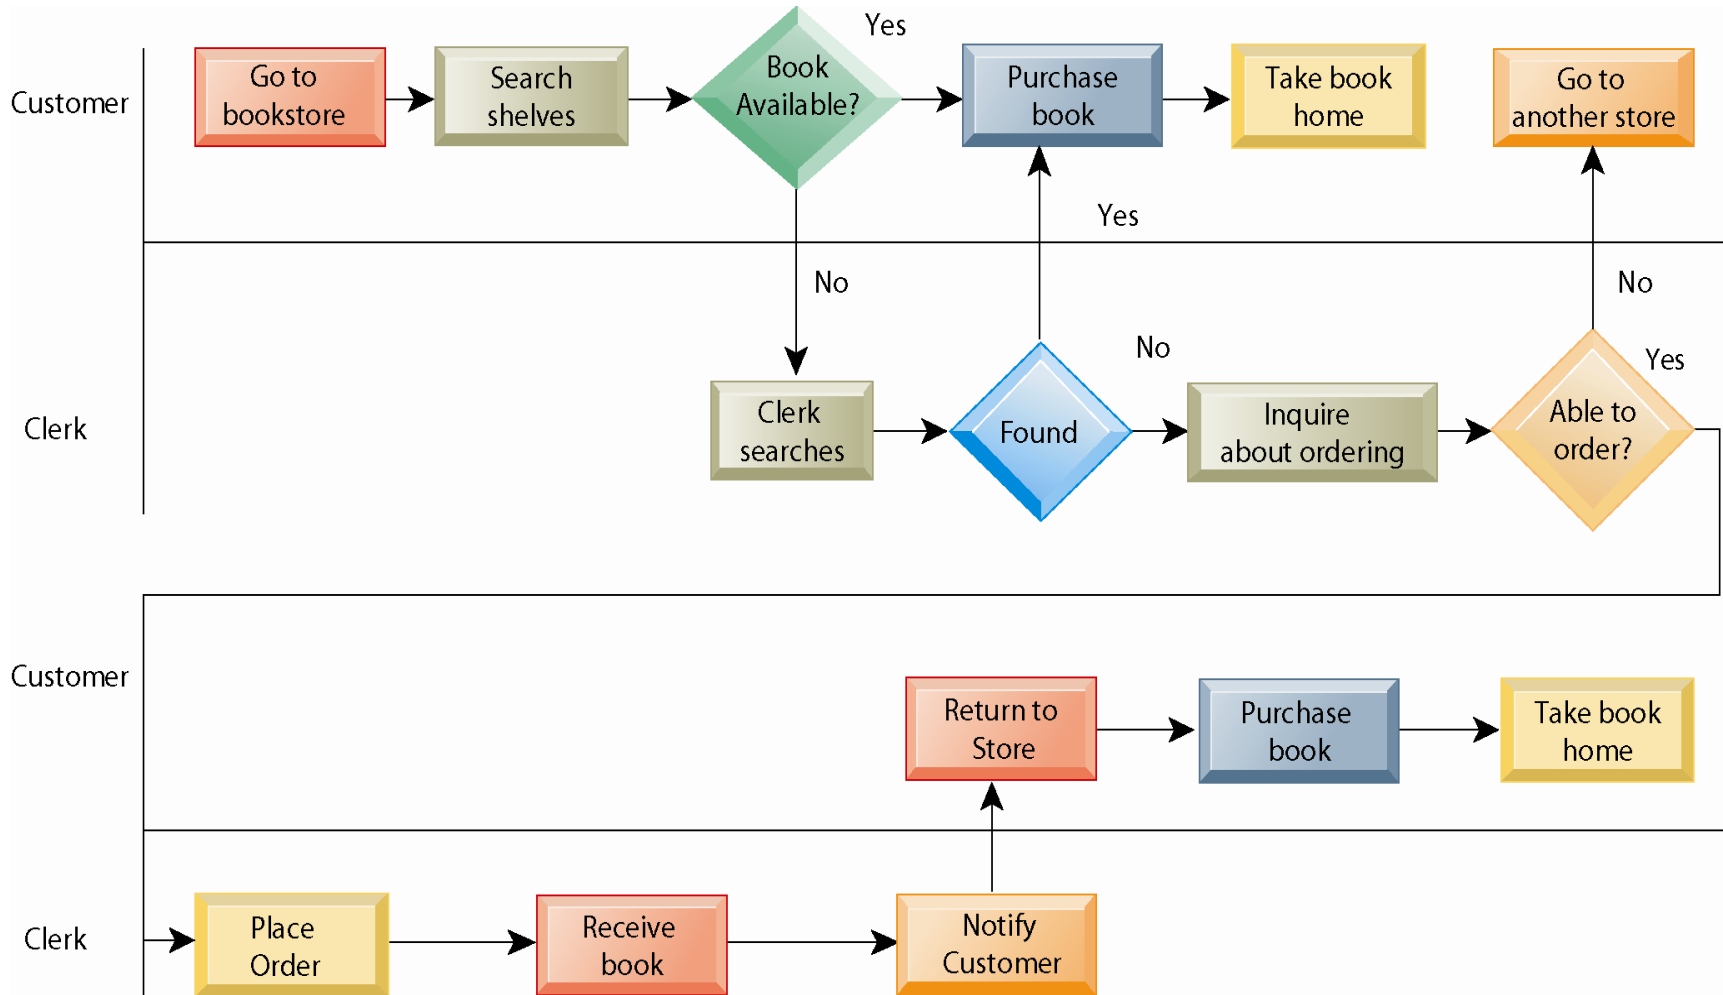 Yes
Customer
Go to
bookstore
Search
shelves
Book
Available?
Purchase
book
Take book
home
Go to
another store
Yes
No
No
No
Yes
Clerk
Clerk
searches
Found
Inquire
about ordering
Able to
order?
Customer
Return to
Store
Purchase
book
Take book
home
Clerk
Place
Order
Receive
book
Notify
Customer